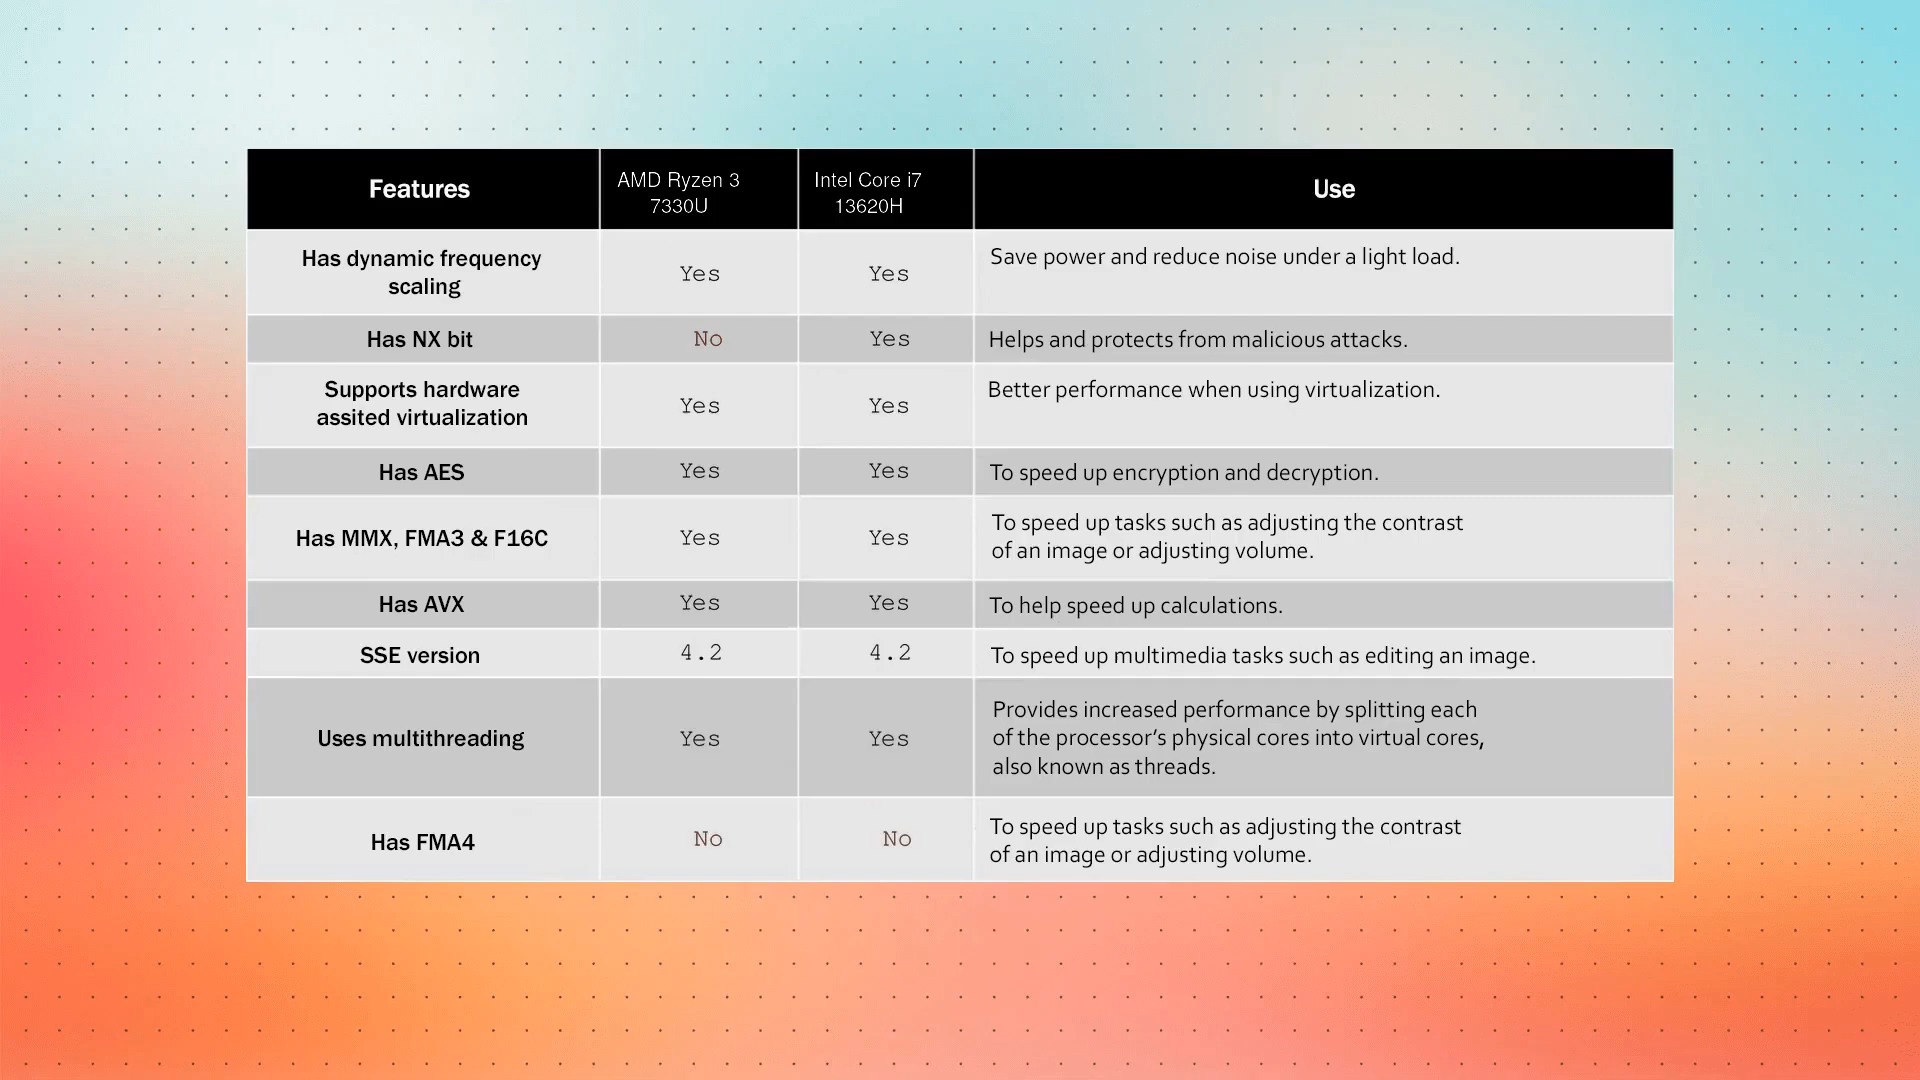 Features
AMD Ryzen 3
7330U
Intel Core i7
13620H
Use
Has dynamic frequency
scaling
Yes
Yes
Save power and reduce noise under a light load.
Has NX bit
No
Yes
Helps and protects from malicious attacks.
Supports hardware
assited virtualization
Yes
Yes
Better performance when using virtualization.
Has AES
Yes
Yes
To speed up encryption and decryption.
Has MMX, FMA3 & F16C
Yes
Yes
To speed up tasks such as adjusting the contrast
of an image or adjusting volume.
Has AVX
Yes
Yes
To help speed up calculations.
SSE version
4.2
4.2
To speed up multimedia tasks such as editing an image.
Uses multithreading
Yes
Yes
Provides increased performance by splitting each
of the processor’s physical cores into virtual cores,
also known as threads.
Has FMA4
No
No
To speed up tasks such as adjusting the contrast
of an image or adjusting volume.